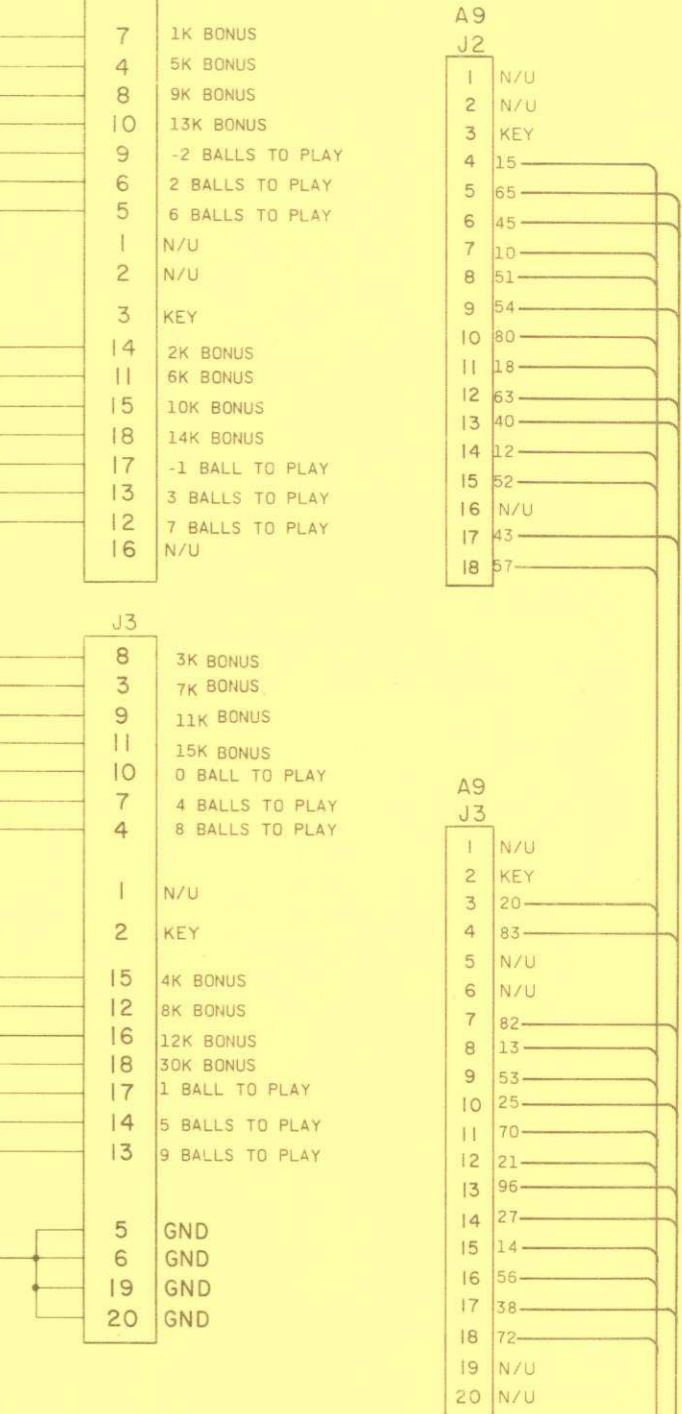 7 1K BONUS
4 5K BONUS
8 9K BONUS
10 13K BONUS
9 -2 BALLS TO PLAY
6 2 BALLS TO PLAY
5 6 BALLS TO PLAY
1 N/U
2 N/U
3 KEY
14 2K BONUS
11 6K BONUS
15 10K BONUS
18 14K BONUS
17 -1 BALL TO PLAY
13 3 BALLS TO PLAY
12 7 BALLS TO PLAY
16 N/U
J3
8 3K BONUS
3 7K BONUS
9 11K BONUS
11 15K BONUS
10 0 BALL TO PLAY
7 4 BALLS TO PLAY
4 8 BALLS TO PLAY
1 N/U
2 KEY
15 4K BONUS
12 8K BONUS
16 12K BONUS
18 30K BONUS
17 1 BALL TO PLAY
14 5 BALLS TO PLAY
13 9 BALLS TO PLAY
5 GND
6 GND
19 GND
20 GND
A9
J2
1 N/U
2 N/U
3 KEY
4 15
5 65
6 45
7 10
8 51
9 54
10 80
11 18
12 63
13 40
14 12
15 52
16 N/U
17 43
18 57
A9
J3
1 N/U
2 KEY
3 20
4 83
5 N/U
6 N/U
7 82
8 13
9 53
10 25
11 70
12 21
13 96
14 27
15 14
16 56
17 38
18 72
19 N/U
20 N/U